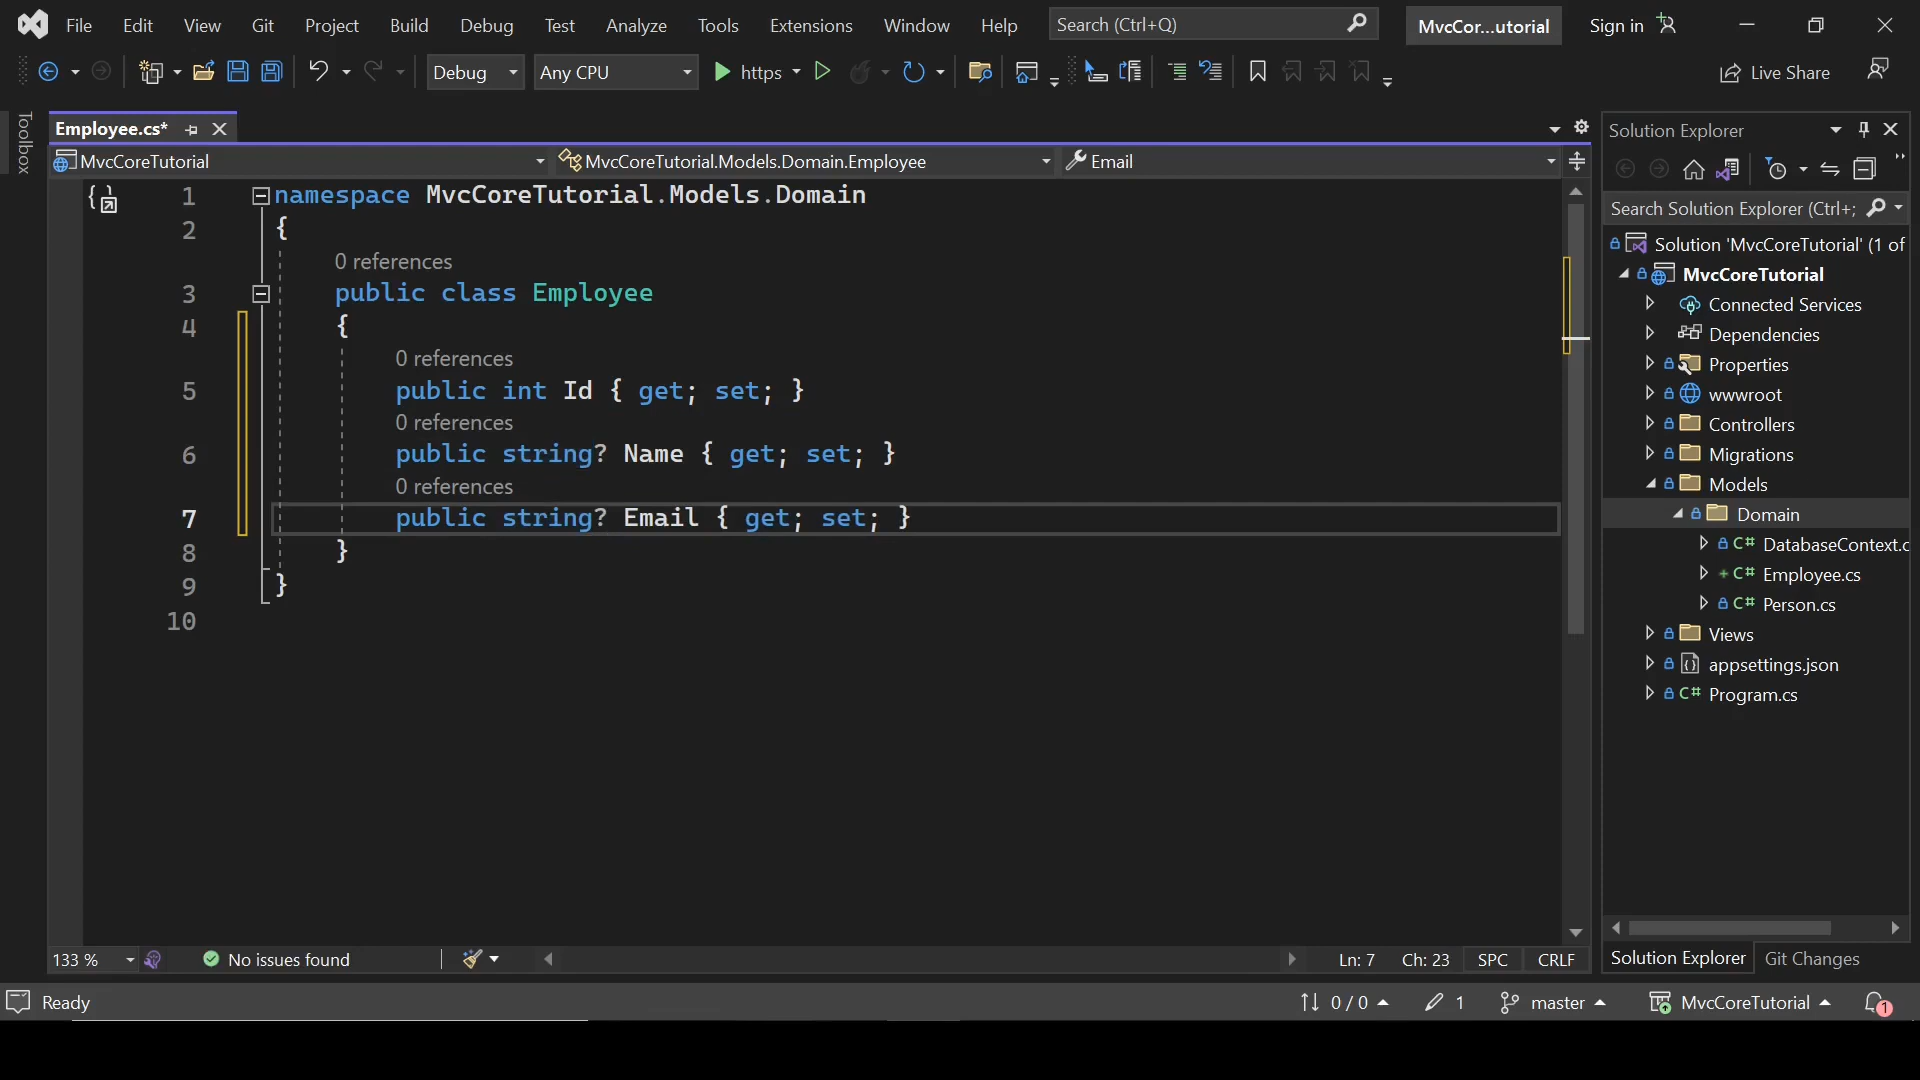 File Edit View Git Project Build Debug Test Analyze Tools Extensions Window Help Search (Ctrl+Q) MvcCor...utorial Sign in
Debug Any CPU https Live Share
Toolbox
Employee.cs*
MvcCoreTutorial MvcCoreTutorial.Models.Domain.Employee Email
1 namespace MvcCoreTutorial.Models.Domain
2 {
0 references
3 public class Employee
4 {
0 references
5 public int Id { get; set; }
0 references
6 public string? Name { get; set; }
0 references
7 public string? Email { get; set; }
8 }
9 }
10
133 % No issues found Ln: 7 Ch: 23 SPC CRLF
Solution Explorer
Search Solution Explorer (Ctrl+;
Solution 'MvcCoreTutorial' (1 of
MvcCoreTutorial
Connected Services
Dependencies
Properties
wwwroot
Controllers
Migrations
Models
Domain
C# DatabaseContext.c
C# Employee.cs
C# Person.cs
Views
appsettings.json
C# Program.cs
Solution Explorer Git Changes
Ready 0 / 0 1 master MvcCoreTutorial 1